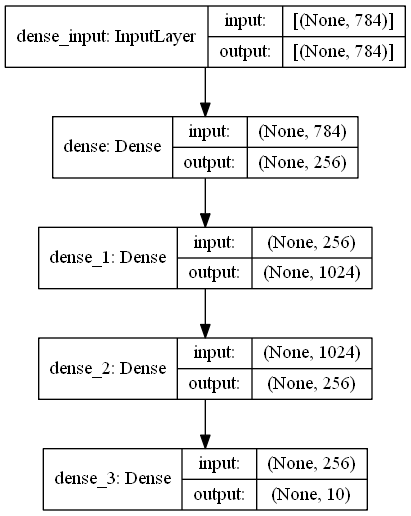 dense_input: InputLayer
input: [(None, 784)]
output: [(None, 784)]
dense: Dense
input: (None, 784)
output: (None, 256)
dense_1: Dense
input: (None, 256)
output: (None, 1024)
dense_2: Dense
input: (None, 1024)
output: (None, 256)
dense_3: Dense
input: (None, 256)
output: (None, 10)